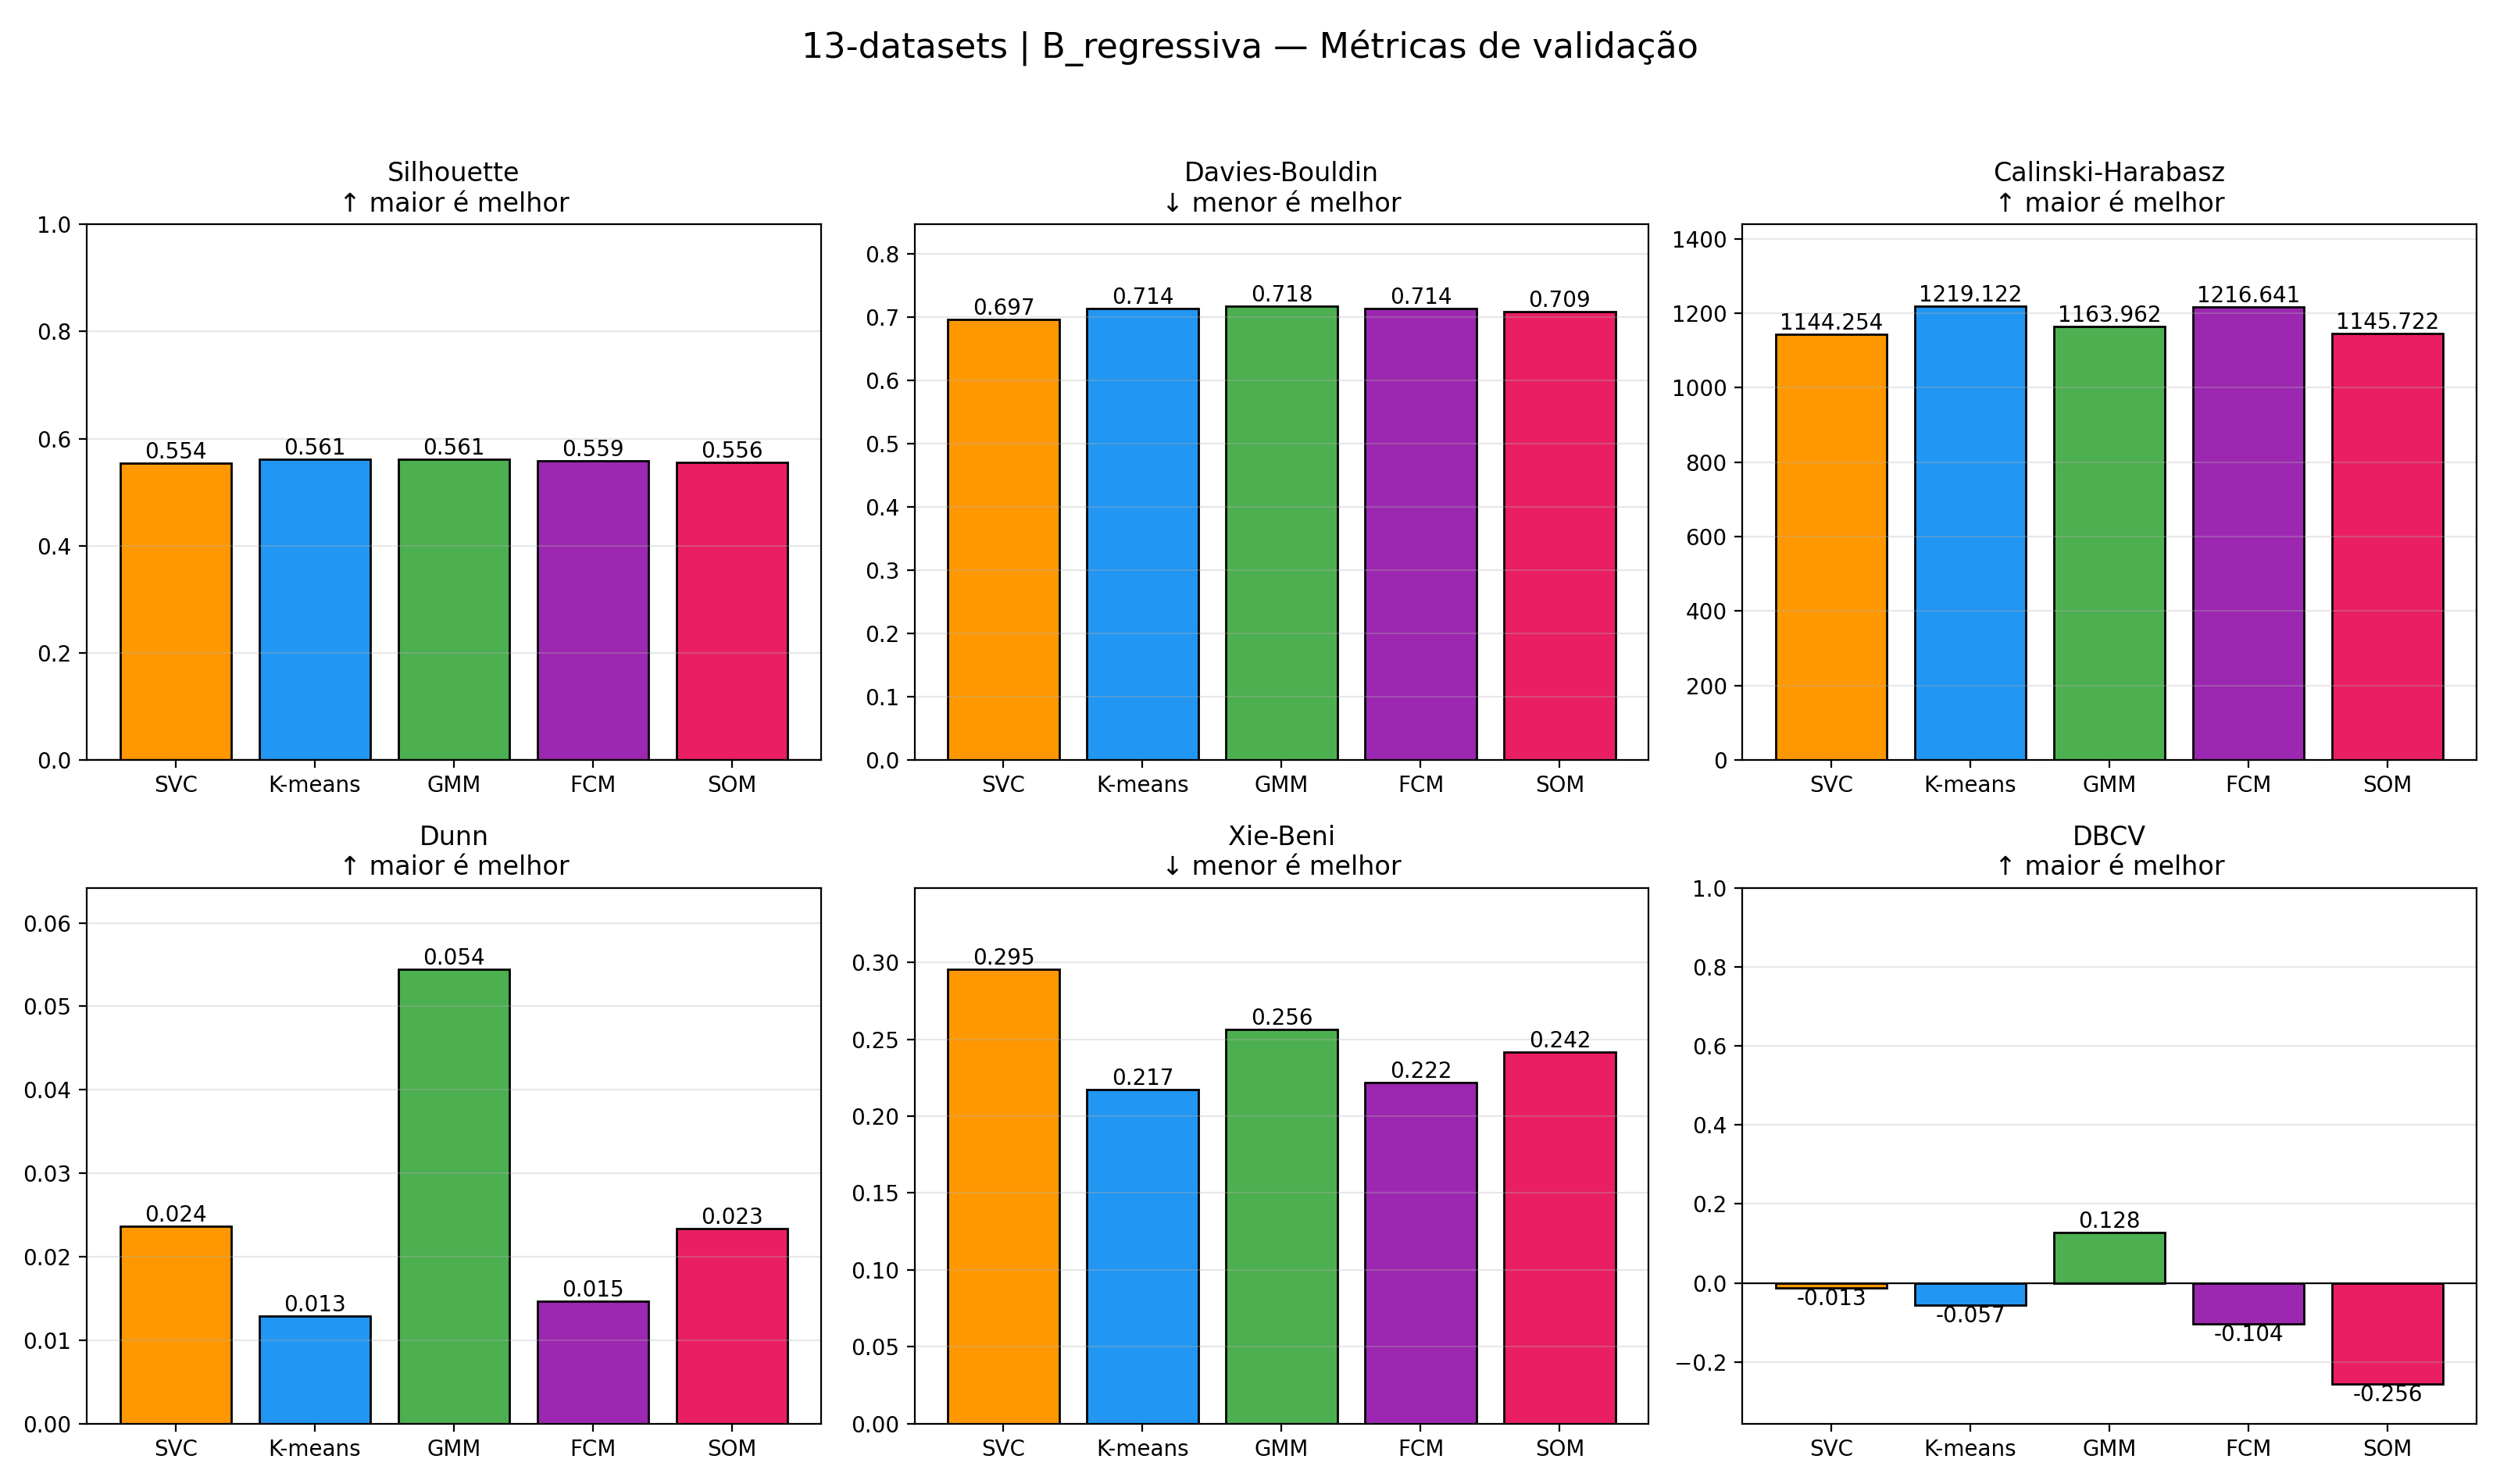 13-datasets | B_regressiva — Métricas de validação
Silhouette
↑ maior é melhor
1.0
0.8
0.6
0.4
0.2
0.0
0.554
0.561
0.561
0.559
0.556
SVC
K-means
GMM
FCM
SOM
Davies-Bouldin
↓ menor é melhor
0.8
0.7
0.6
0.5
0.4
0.3
0.2
0.1
0.0
0.697
0.714
0.718
0.714
0.709
SVC
K-means
GMM
FCM
SOM
Calinski-Harabasz
↑ maior é melhor
1400
1200
1000
800
600
400
200
0
1144.254
1219.122
1163.962
1216.641
1145.722
SVC
K-means
GMM
FCM
SOM
Dunn
↑ maior é melhor
0.06
0.05
0.04
0.03
0.02
0.01
0.00
0.024
0.013
0.054
0.015
0.023
SVC
K-means
GMM
FCM
SOM
Xie-Beni
↓ menor é melhor
0.30
0.25
0.20
0.15
0.10
0.05
0.00
0.295
0.217
0.256
0.222
0.242
SVC
K-means
GMM
FCM
SOM
DBCV
↑ maior é melhor
1.0
0.8
0.6
0.4
0.2
0.0
−0.2
-0.013
-0.057
0.128
-0.104
-0.256
SVC
K-means
GMM
FCM
SOM